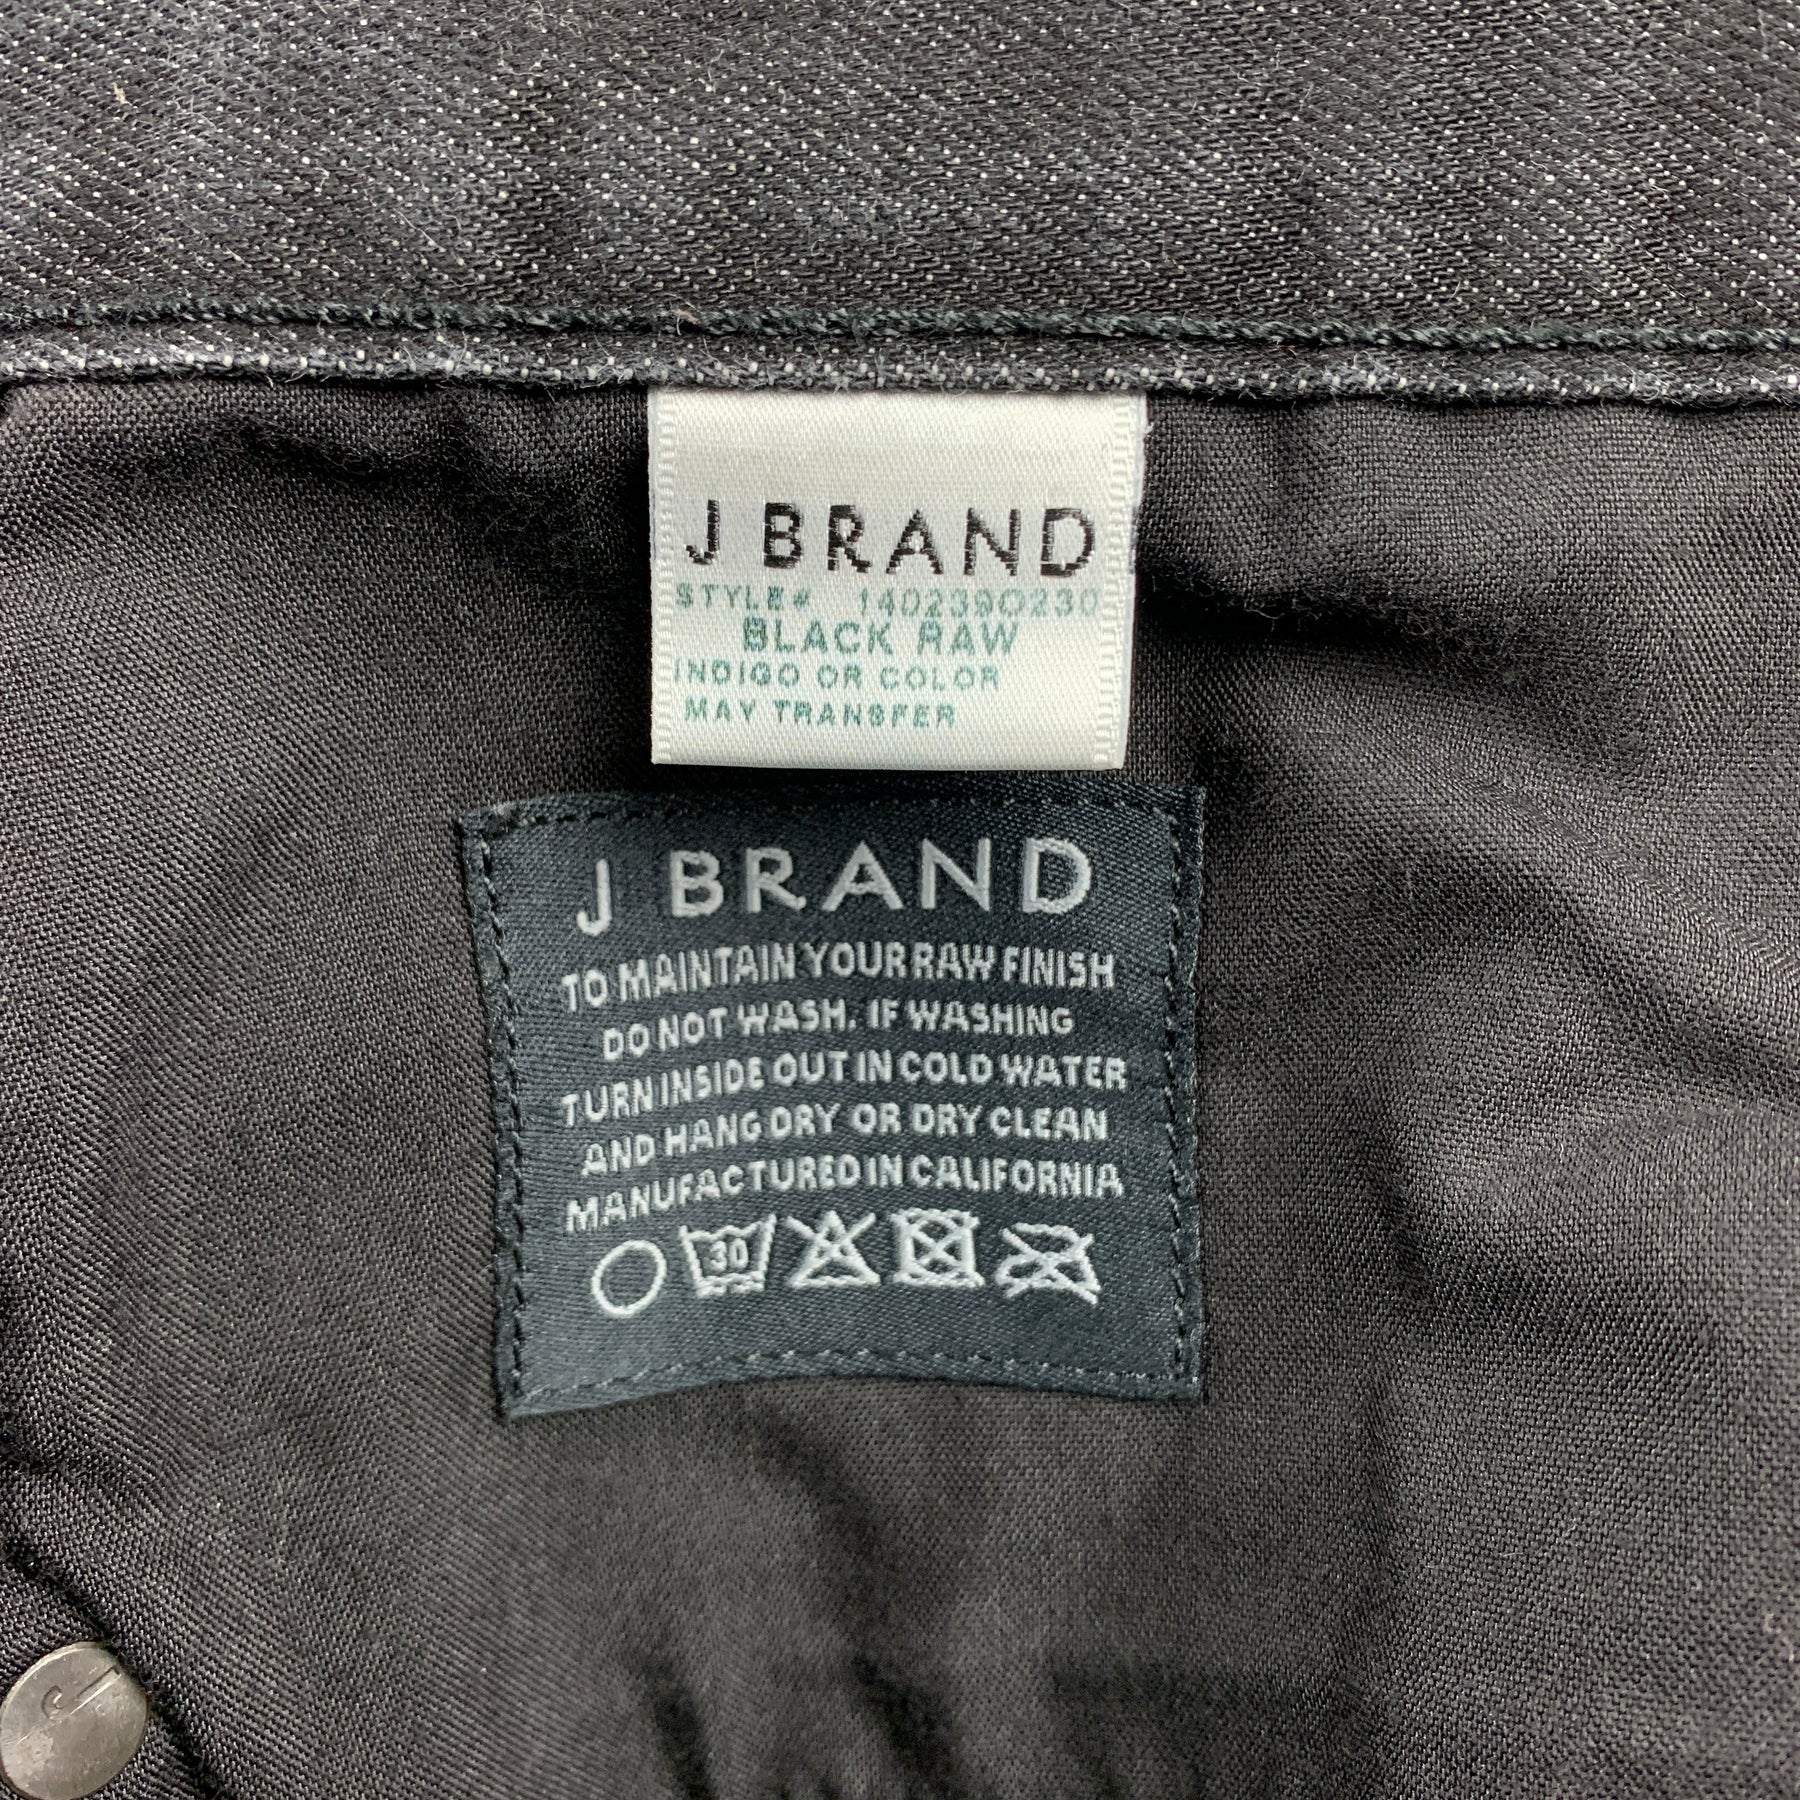 J BRAND
STYLE# 140239O230
BLACK RAW
INDIGO OR COLOR
MAY TRANSFER
J BRAND
TO MAINTAIN YOUR RAW FINISH
DO NOT WASH. IF WASHING
TURN INSIDE OUT IN COLD WATER
AND HANG DRY OR DRY CLEAN
MANUFACTURED IN CALIFORNIA
30